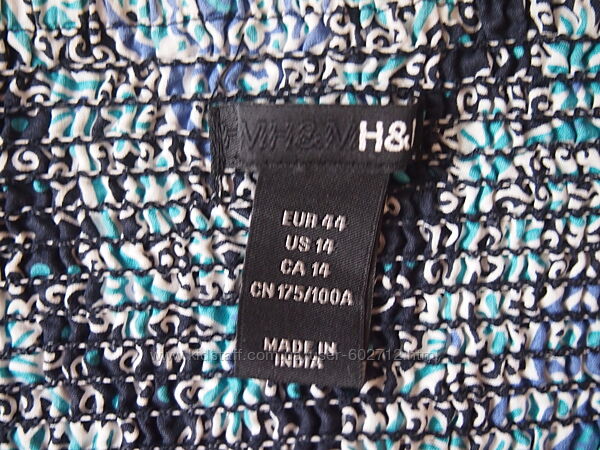 H&M H&
EUR 44
US 14
CA 14
CN 175/100A
MADE IN
INDIA